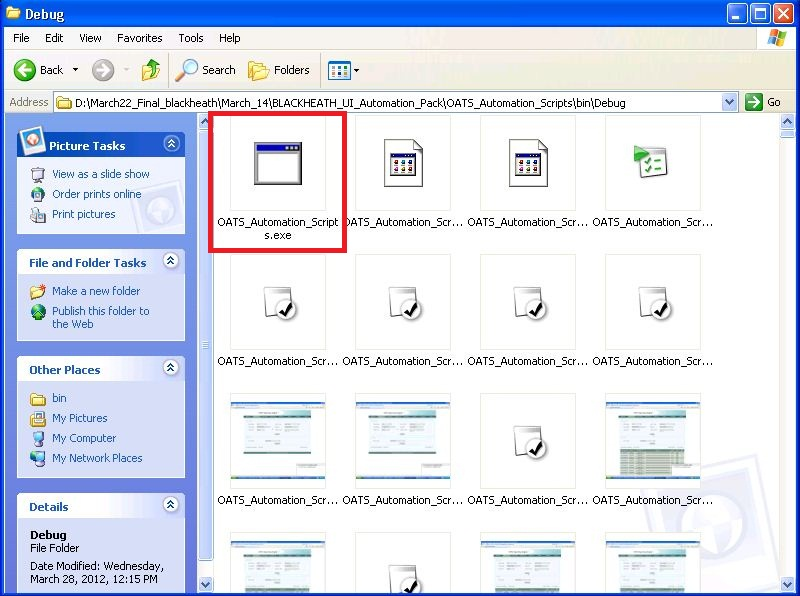 Debug
File Edit View Favorites Tools Help
Back Search Folders
Address D:\March22_Final_blackheath\March_14\BLACKHEATH_UI_Automation_Pack\OATS_Automation_Scripts\bin\Debug Go
Picture Tasks
View as a slide show
Order prints online
Print pictures
File and Folder Tasks
Make a new folder
Publish this folder to
the Web
Other Places
bin
My Pictures
My Computer
My Network Places
Details
Debug
File Folder
Date Modified: Wednesday,
March 28, 2012, 12:15 PM
OATS_Automation_Script
s.exe
OATS_Automation_Scr... OATS_Automation_Scr... OATS_Automation_Scr...
OATS_Automation_Scr... OATS_Automation_Scr... OATS_Automation_Scr... OATS_Automation_Scr...
OATS_Automation_Scr... OATS_Automation_Scr... OATS_Automation_Scr... OATS_Automation_Scr...